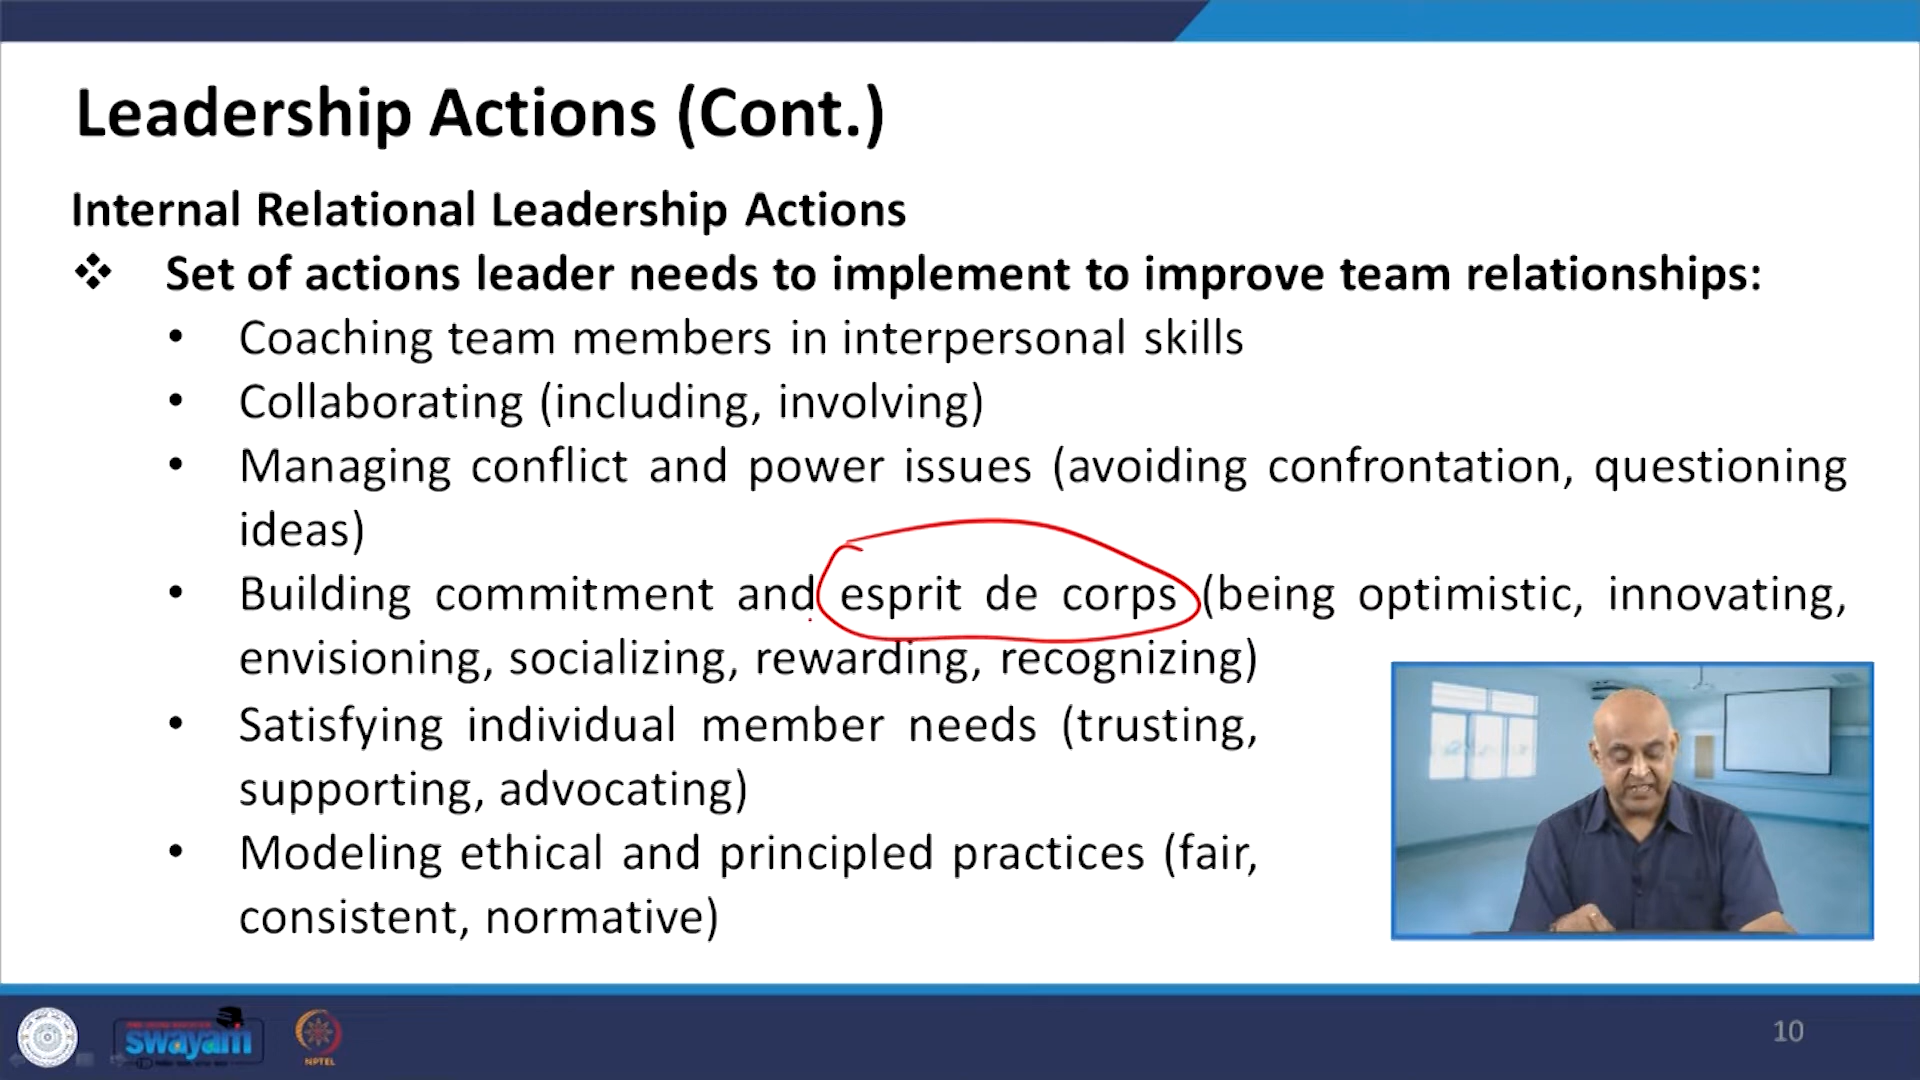 Leadership Actions (Cont.)
Internal Relational Leadership Actions
❖ Set of actions leader needs to implement to improve team relationships:
• Coaching team members in interpersonal skills
• Collaborating (including, involving)
• Managing conflict and power issues (avoiding confrontation, questioning
ideas)
• Building commitment and esprit de corps (being optimistic, innovating,
envisioning, socializing, rewarding, recognizing)
• Satisfying individual member needs (trusting,
supporting, advocating)
• Modeling ethical and principled practices (fair,
consistent, normative)
swayam
NPTEL
10